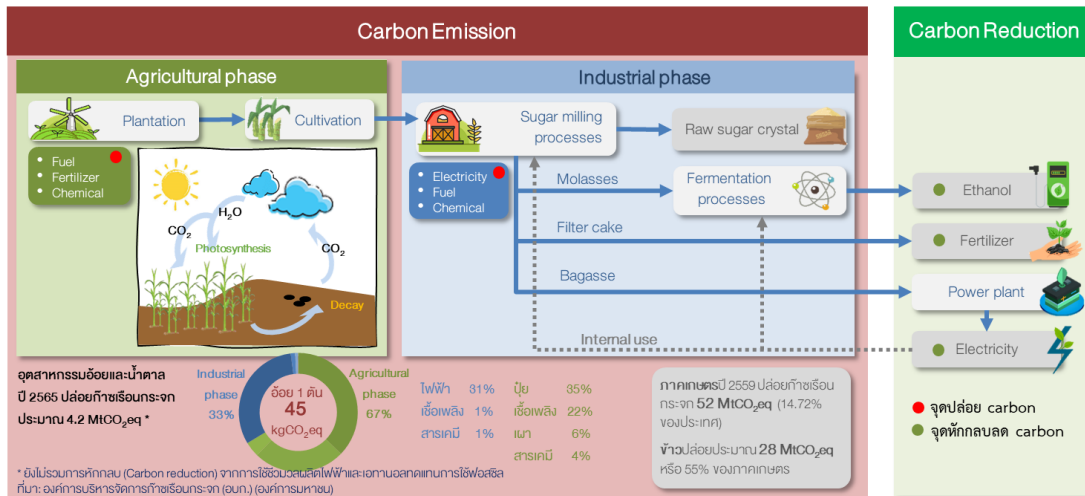 Carbon Emission
Carbon Reduction
Agricultural phase
Industrial phase
Plantation
Cultivation
Sugar milling
processes
Raw sugar crystal
• Fuel
• Fertilizer
• Chemical
• Electricity
• Fuel
• Chemical
Molasses
Fermentation
processes
Filter cake
Bagasse
Internal use
Ethanol
Fertilizer
Power plant
Electricity
H₂O
CO₂
Photosynthesis
CO₂
Decay
อุตสาหกรรมอ้อยและน้ำตาล
ปี 2565 ปล่อยก๊าซเรือนกระจก
ประมาณ 4.2 MtCO₂eq *
Industrial
phase
33%
อ้อย 1 ตัน
45
kgCO₂eq
Agricultural
phase
67%
ไฟฟ้า 31%
เชื้อเพลิง 1%
สารเคมี 1%
ปุ๋ย 35%
เชื้อเพลิง 22%
เผา 6%
สารเคมี 4%
ภาคเกษตรปี 2559 ปล่อยก๊าซเรือน
กระจก 52 MtCO₂eq (14.72%
ของประเทศ)
ข้าวปล่อยประมาณ 28 MtCO₂eq
หรือ 55% ของภาคเกษตร
จุดปล่อย carbon
จุดหักกลบลด carbon
* ยังไม่รวมการหักกลบ (Carbon reduction) จากการใช้ชีวมวลผลิตไฟฟ้าและเอทานอลทดแทนการใช้ฟอสซิล
ที่มา: องค์การบริหารจัดการก๊าซเรือนกระจก (อบก.) (องค์การมหาชน)